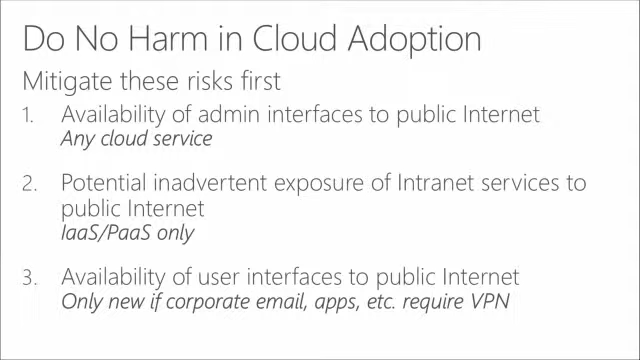 Do No Harm in Cloud Adoption
Mitigate these risks first
1. Availability of admin interfaces to public Internet
Any cloud service
2. Potential inadvertent exposure of Intranet services to
public Internet
IaaS/PaaS only
3. Availability of user interfaces to public Internet
Only new if corporate email, apps, etc. require VPN